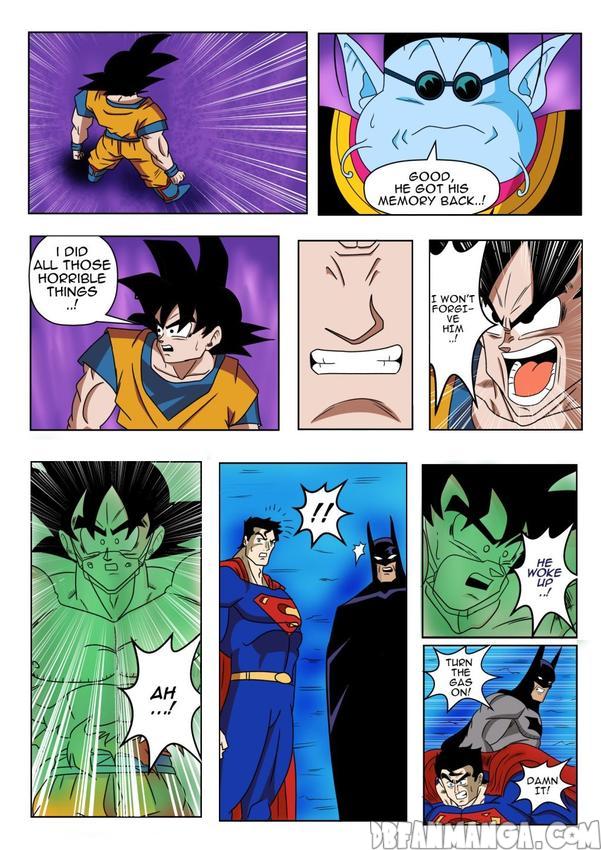 GOOD,
HE GOT HIS
MEMORY BACK..!
I DID
ALL THOSE
HORRIBLE
THINGS
..!
I WON'T
FORGI-
VE
HIM
..!
AH
...!
!!
HE
WOKE
UP
..!
TURN
THE
GAS
ON!
DAMN
IT!
DBFANMANGA.COM